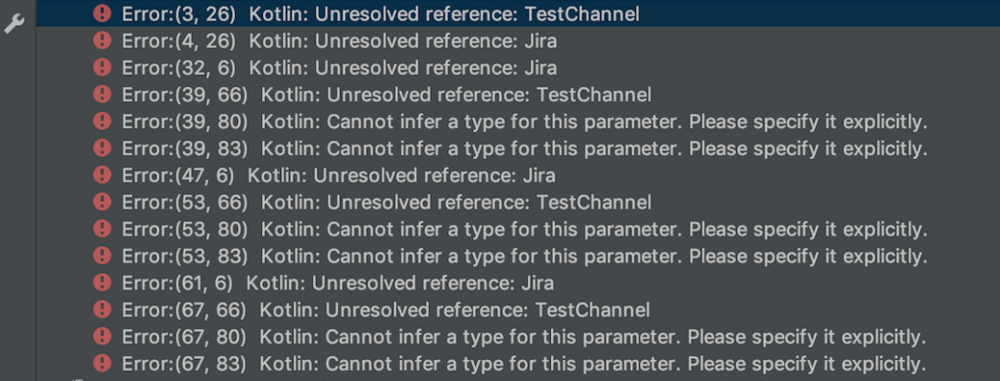 Error:(3, 26) Kotlin: Unresolved reference: TestChannel
Error:(4, 26) Kotlin: Unresolved reference: Jira
Error:(32, 6) Kotlin: Unresolved reference: Jira
Error:(39, 66) Kotlin: Unresolved reference: TestChannel
Error:(39, 80) Kotlin: Cannot infer a type for this parameter. Please specify it explicitly.
Error:(39, 83) Kotlin: Cannot infer a type for this parameter. Please specify it explicitly.
Error:(47, 6) Kotlin: Unresolved reference: Jira
Error:(53, 66) Kotlin: Unresolved reference: TestChannel
Error:(53, 80) Kotlin: Cannot infer a type for this parameter. Please specify it explicitly.
Error:(53, 83) Kotlin: Cannot infer a type for this parameter. Please specify it explicitly.
Error:(61, 6) Kotlin: Unresolved reference: Jira
Error:(67, 66) Kotlin: Unresolved reference: TestChannel
Error:(67, 80) Kotlin: Cannot infer a type for this parameter. Please specify it explicitly.
Error:(67, 83) Kotlin: Cannot infer a type for this parameter. Please specify it explicitly.